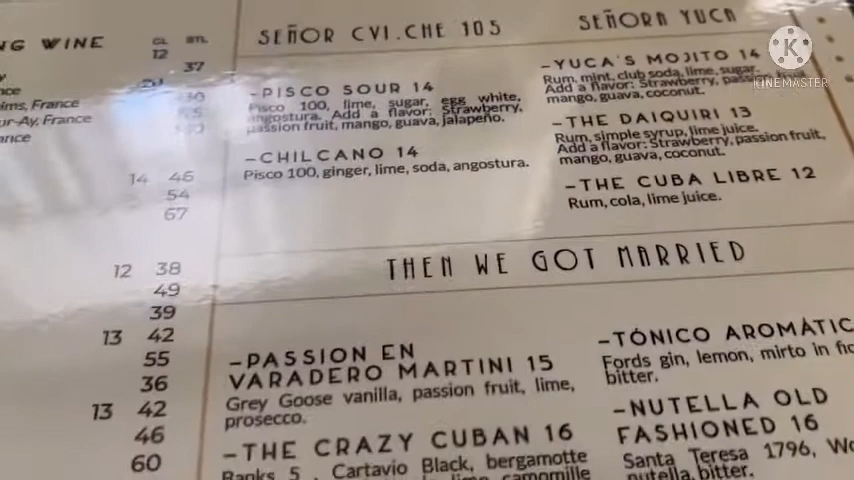 NG WINE
GL BTL
12
37
ims, France
ur-Ay, France
ance
14 46
54
67
12 38
49
39
13 42
55
36
13 42
46
60
SEÑOR CVI.CHE 105
–PISCO SOUR 14
Pisco 100, lime, sugar, egg white,
angostura. Add a flavor: Strawberry,
passion fruit, mango, guava, jalapeño.
–CHILCANO 14
Pisco 100, ginger, lime, soda, angostura.
SEÑORA YUCA
–YUCA'S MOJITO 14
Rum, mint, club soda, lime, sugar.
Add a flavor: Strawberry, passion fruit,
mango, guava, coconut.
–THE DAIQUIRI 13
Rum, simple syrup, lime juice.
Add a flavor: Strawberry, passion fruit,
mango, guava, coconut.
–THE CUBA LIBRE 12
Rum, cola, lime juice.
THEN WE GOT MARRIED
–PASSION EN
VARADERO MARTINI 15
Grey Goose vanilla, passion fruit, lime,
prosecco.
–THE CRAZY CUBAN 16
Banks 5 , Cartavio Black, bergamotte
lime, camomille
–TÓNICO AROMÁTIC
Fords gin, lemon, mirto in fio
bitter.
–NUTELLA OLD
FASHIONED 16
Santa Teresa 1796, Wo
nutella bitter.
K
KINEMASTER